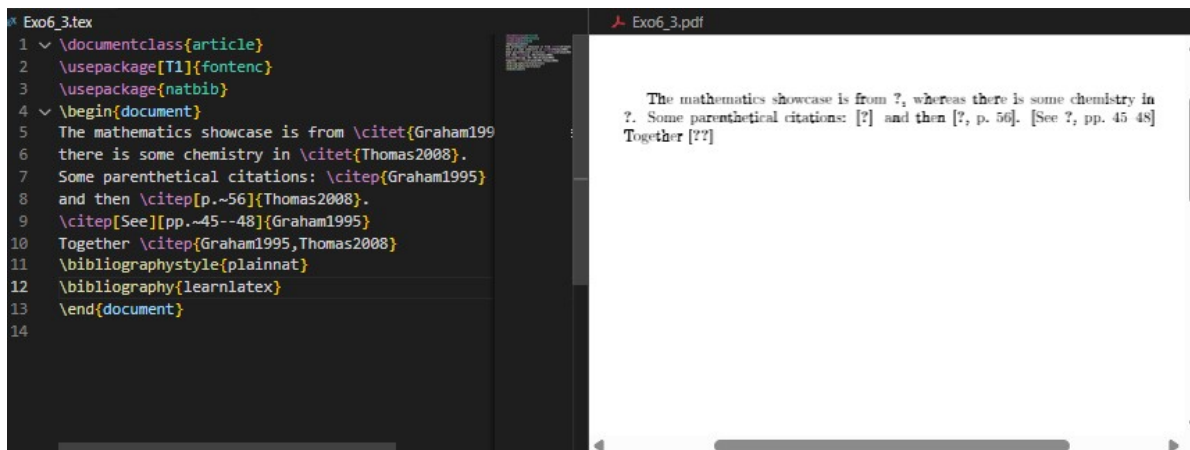 Exo6_3.tex
1 \documentclass{article}
2 \usepackage[T1]{fontenc}
3 \usepackage{natbib}
4 \begin{document}
5 The mathematics showcase is from \citet{Graham199
6 there is some chemistry in \citet{Thomas2008}.
7 Some parenthetical citations: \citep{Graham1995}
8 and then \citep[p.~56]{Thomas2008}.
9 \citep[See][pp.~45--48]{Graham1995}
10 Together \citep{Graham1995,Thomas2008}
11 \bibliographystyle{plainnat}
12 \bibliography{learnlatex}
13 \end{document}
14
Exo6_3.pdf
The mathematics showcase is from ?, whereas there is some chemistry in
?. Some parenthetical citations: [?] and then [?, p. 56]. [See ?, pp. 45–48]
Together [??]